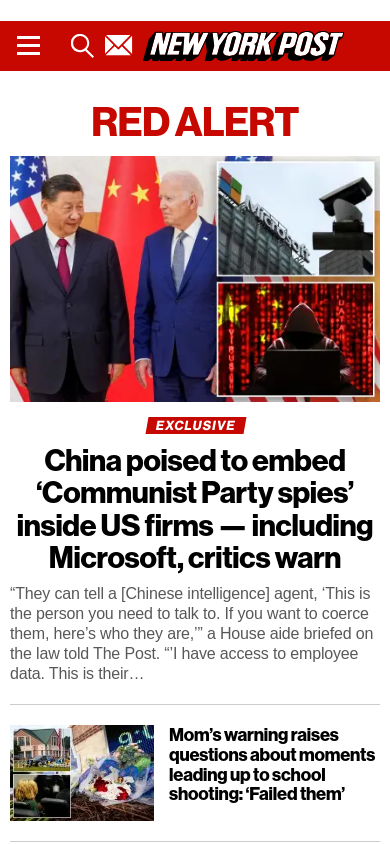 NEW YORK POST
RED ALERT
Microsoft
EXCLUSIVE
China poised to embed
‘Communist Party spies’
inside US firms — including
Microsoft, critics warn
“They can tell a [Chinese intelligence] agent, ‘This is
the person you need to talk to. If you want to coerce
them, here’s who they are,’” a House aide briefed on
the law told The Post. “’I have access to employee
data. This is their…
Mom’s warning raises
questions about moments
leading up to school
shooting: ‘Failed them’